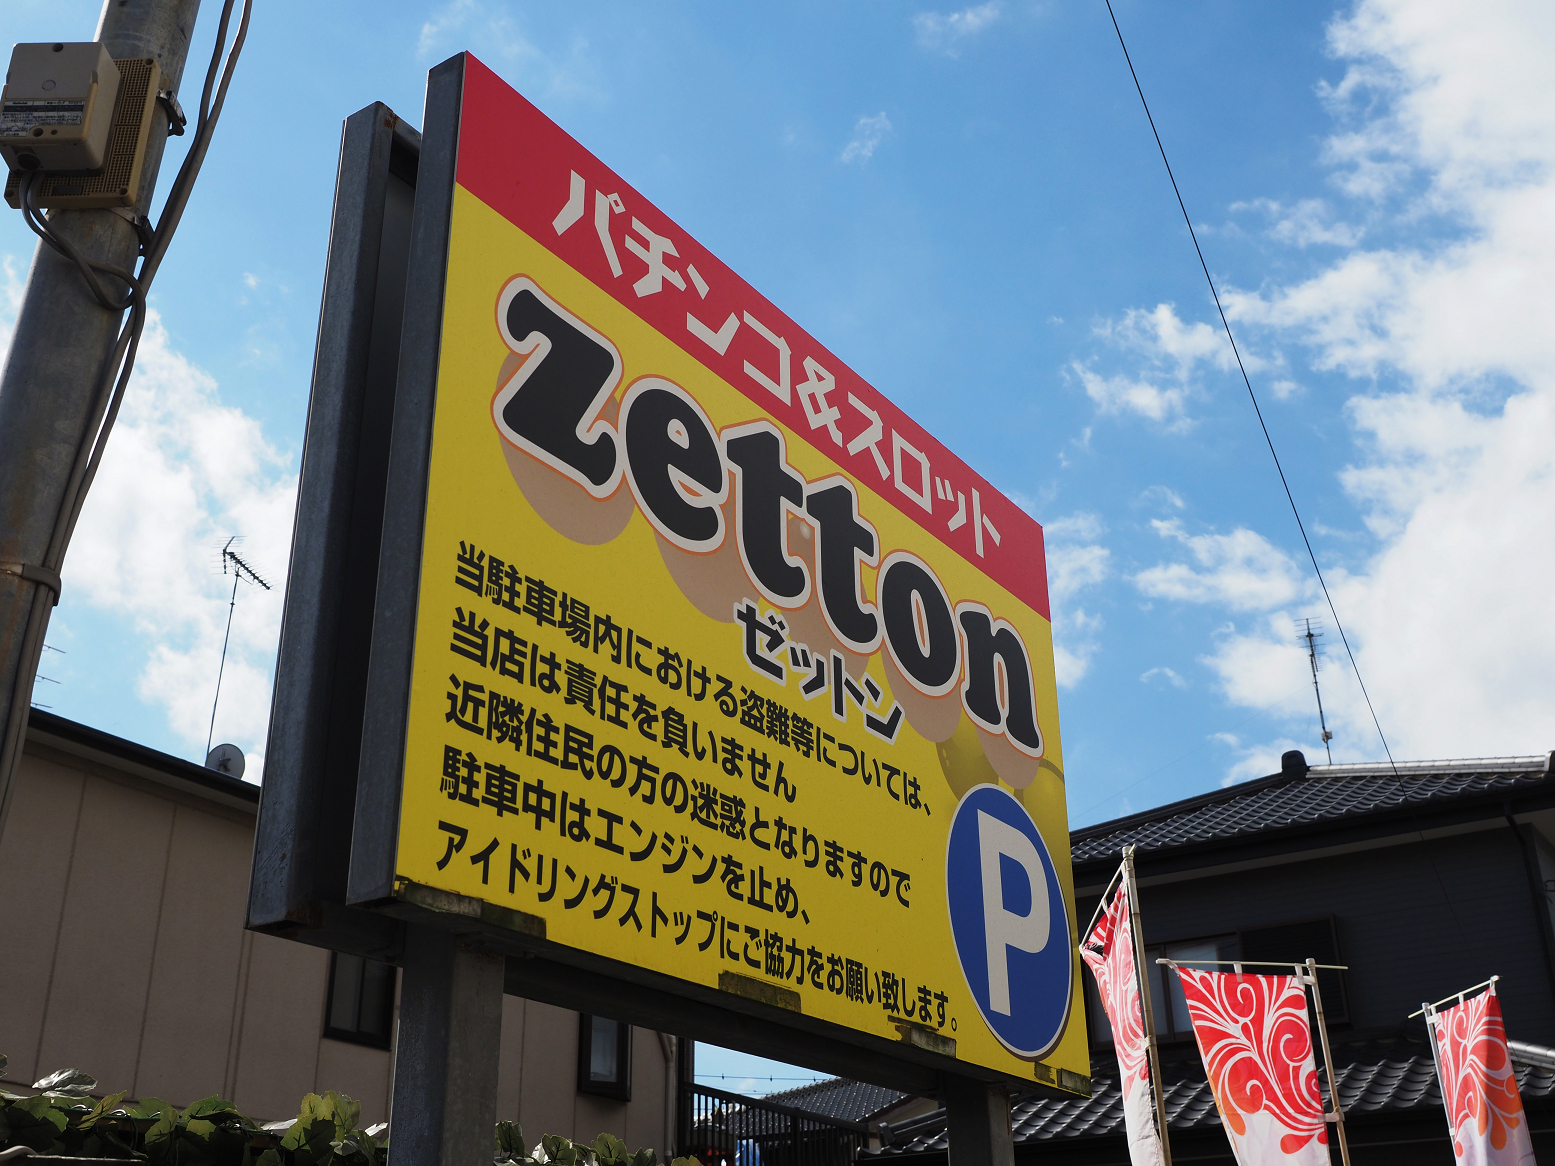 パチンコ&スロット
zetton
ゼットン
当駐車場内における盗難等については、
当店は責任を負いません
近隣住民の方の迷惑となりますので
駐車中はエンジンを止め、
アイドリングストップにご協力をお願い致します。
P